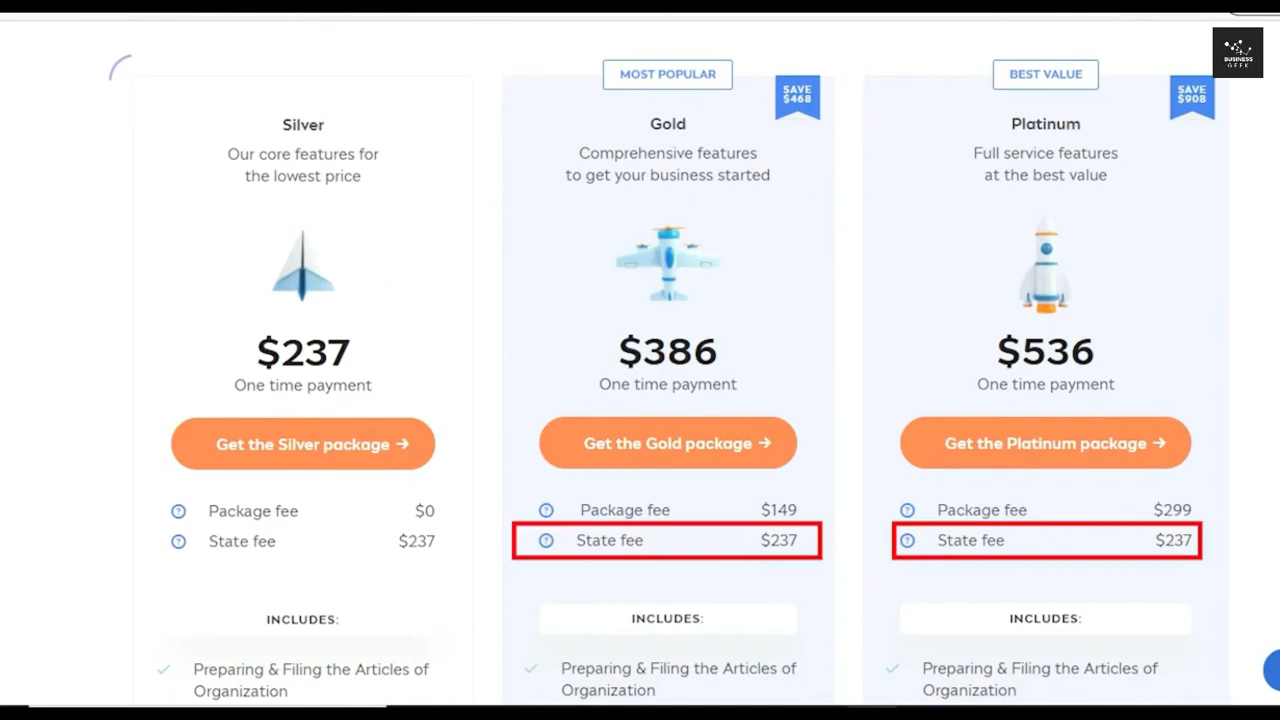 BUSINESS
GEEK
Silver
Our core features for
the lowest price
$237
One time payment
Get the Silver package →
Package fee $0
State fee $237
INCLUDES:
Preparing & Filing the Articles of
Organization
MOST POPULAR
SAVE
$468
Gold
Comprehensive features
to get your business started
$386
One time payment
Get the Gold package →
Package fee $149
State fee $237
INCLUDES:
Preparing & Filing the Articles of
Organization
BEST VALUE
SAVE
$908
Platinum
Full service features
at the best value
$536
One time payment
Get the Platinum package →
Package fee $299
State fee $237
INCLUDES:
Preparing & Filing the Articles of
Organization